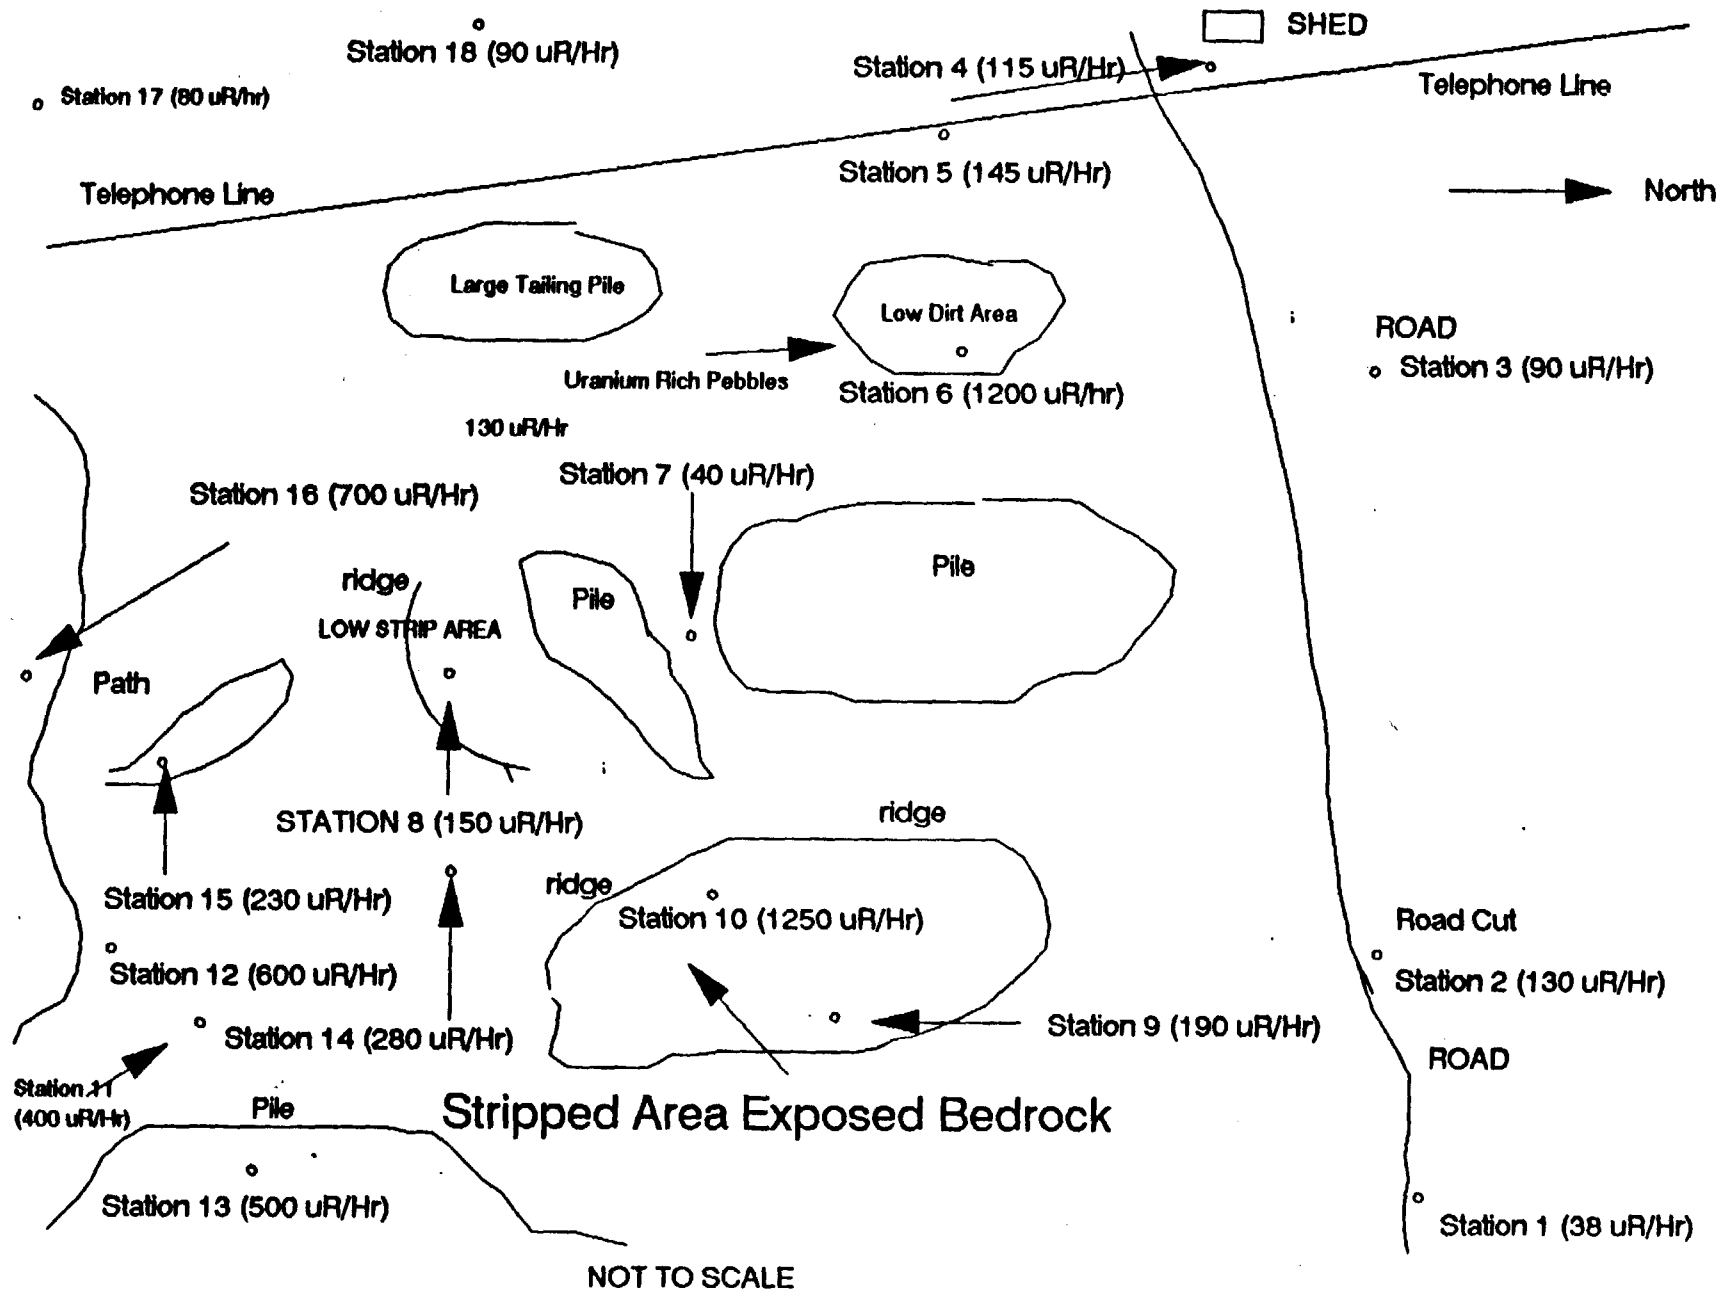 SHED
Station 18 (90 uR/Hr)
Station 4 (115 uR/Hr)
Telephone Line
Station 17 (80 uR/hr)
Station 5 (145 uR/Hr)
Telephone Line
North
Large Tailing Pile
Low Dirt Area
ROAD
Station 3 (90 uR/Hr)
Uranium Rich Pebbles
Station 6 (1200 uR/hr)
130 uR/Hr
Station 7 (40 uR/Hr)
Station 16 (700 uR/Hr)
Pile
ridge
Pile
LOW STRIP AREA
Path
ridge
STATION 8 (150 uR/Hr)
ridge
Station 15 (230 uR/Hr)
Station 10 (1250 uR/Hr)
Road Cut
Station 12 (600 uR/Hr)
Station 2 (130 uR/Hr)
Station 14 (280 uR/Hr)
Station 9 (190 uR/Hr)
ROAD
Station 11
(400 uR/Hr)
Pile
Stripped Area Exposed Bedrock
Station 13 (500 uR/Hr)
Station 1 (38 uR/Hr)
NOT TO SCALE